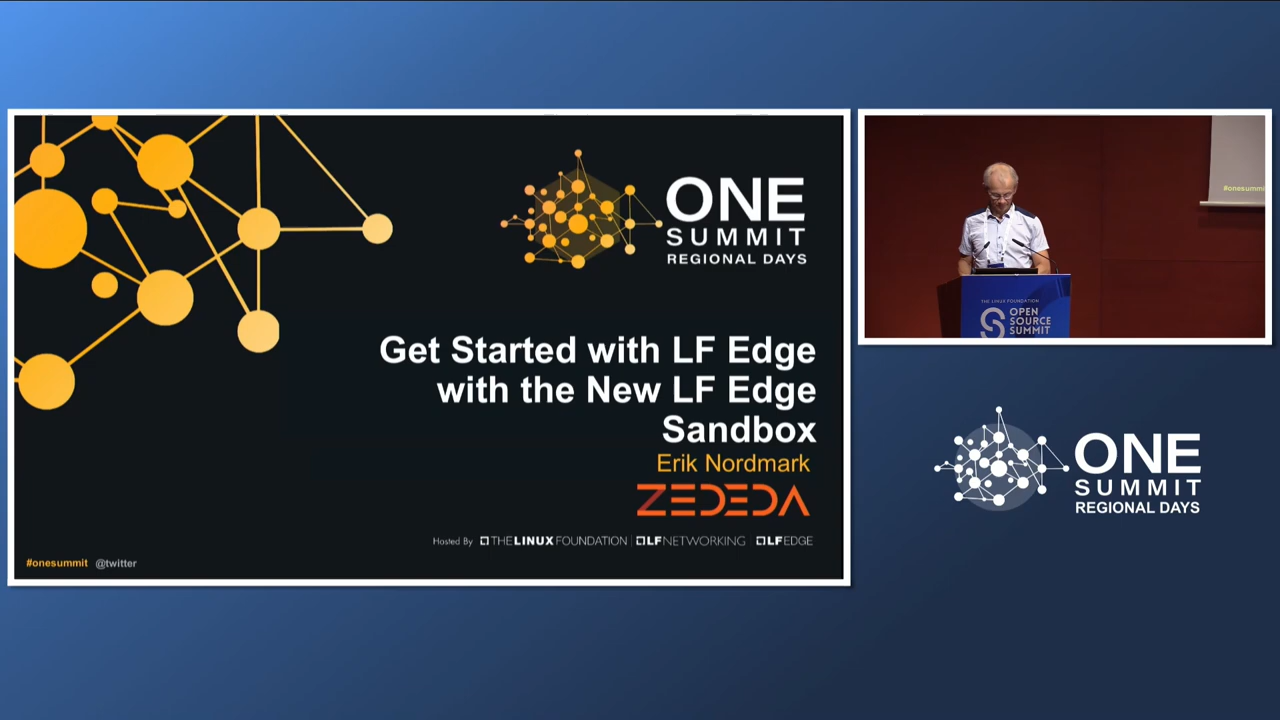 ONE
SUMMIT
REGIONAL DAYS
Get Started with LF Edge
with the New LF Edge
Sandbox
Erik Nordmark
ZEDEDA
Hosted By THE LINUX FOUNDATION | LF NETWORKING | LF EDGE
#onesummit @twitter
#onesummit
THE LINUX FOUNDATION
OPEN
SOURCE
SUMMIT
ONE
SUMMIT
REGIONAL DAYS